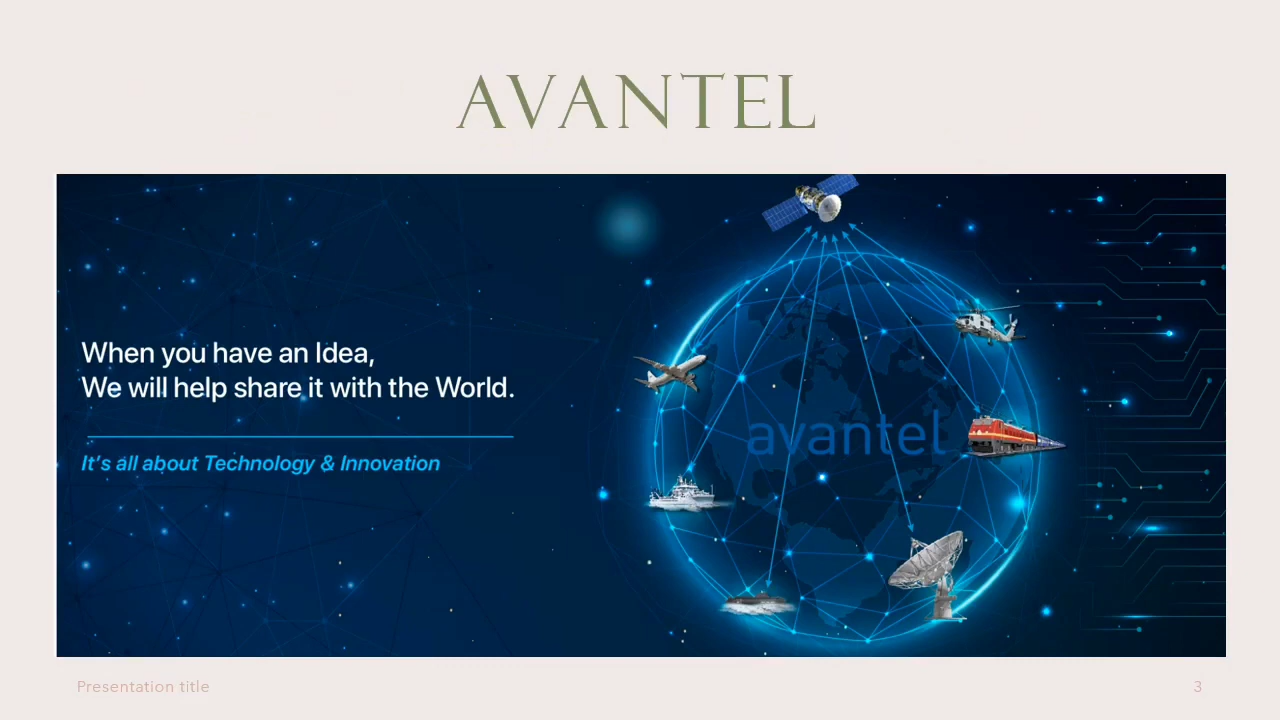 AVANTEL
When you have an Idea,
We will help share it with the World.
It's all about Technology & Innovation
avantel
Presentation title
3